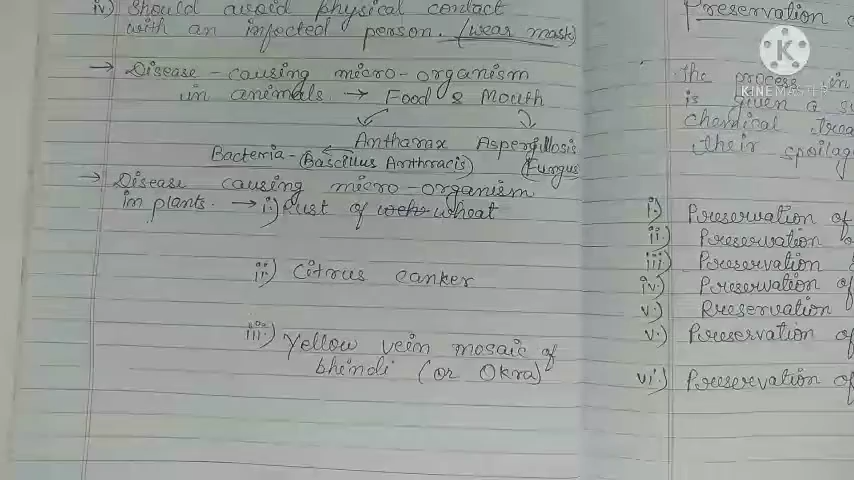 iv) Should avoid physical contact
with an infected person. (wear mask)
→ Disease - causing micro-organism
in animals → Food & Mouth
Antharax Aspergillosis
Bacteria - (Bascillus Anthracis) (Fungus
→ Disease causing micro-organism
in plants. → i) Rust of wheat
ii) Citrus canker
iii) Yellow vein mosaic of
bhindi (or Okra)
Preservation
the process in
is given a
chemical
their spoilag
i.) Preservation of
ii.) Preservation
iii.) Preservation
iv.) Preservation of
v.) Preservation
v.) Preservation of
vi.) Preservation of
K
KINEMASTER